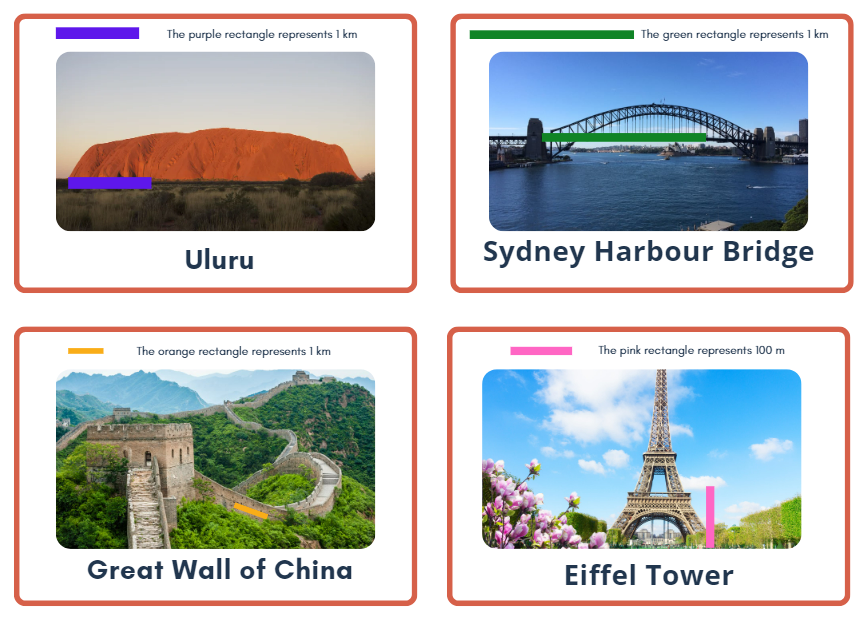 The purple rectangle represents 1 km
Uluru
The green rectangle represents 1 km
Sydney Harbour Bridge
The orange rectangle represents 1 km
Great Wall of China
The pink rectangle represents 100 m
Eiffel Tower